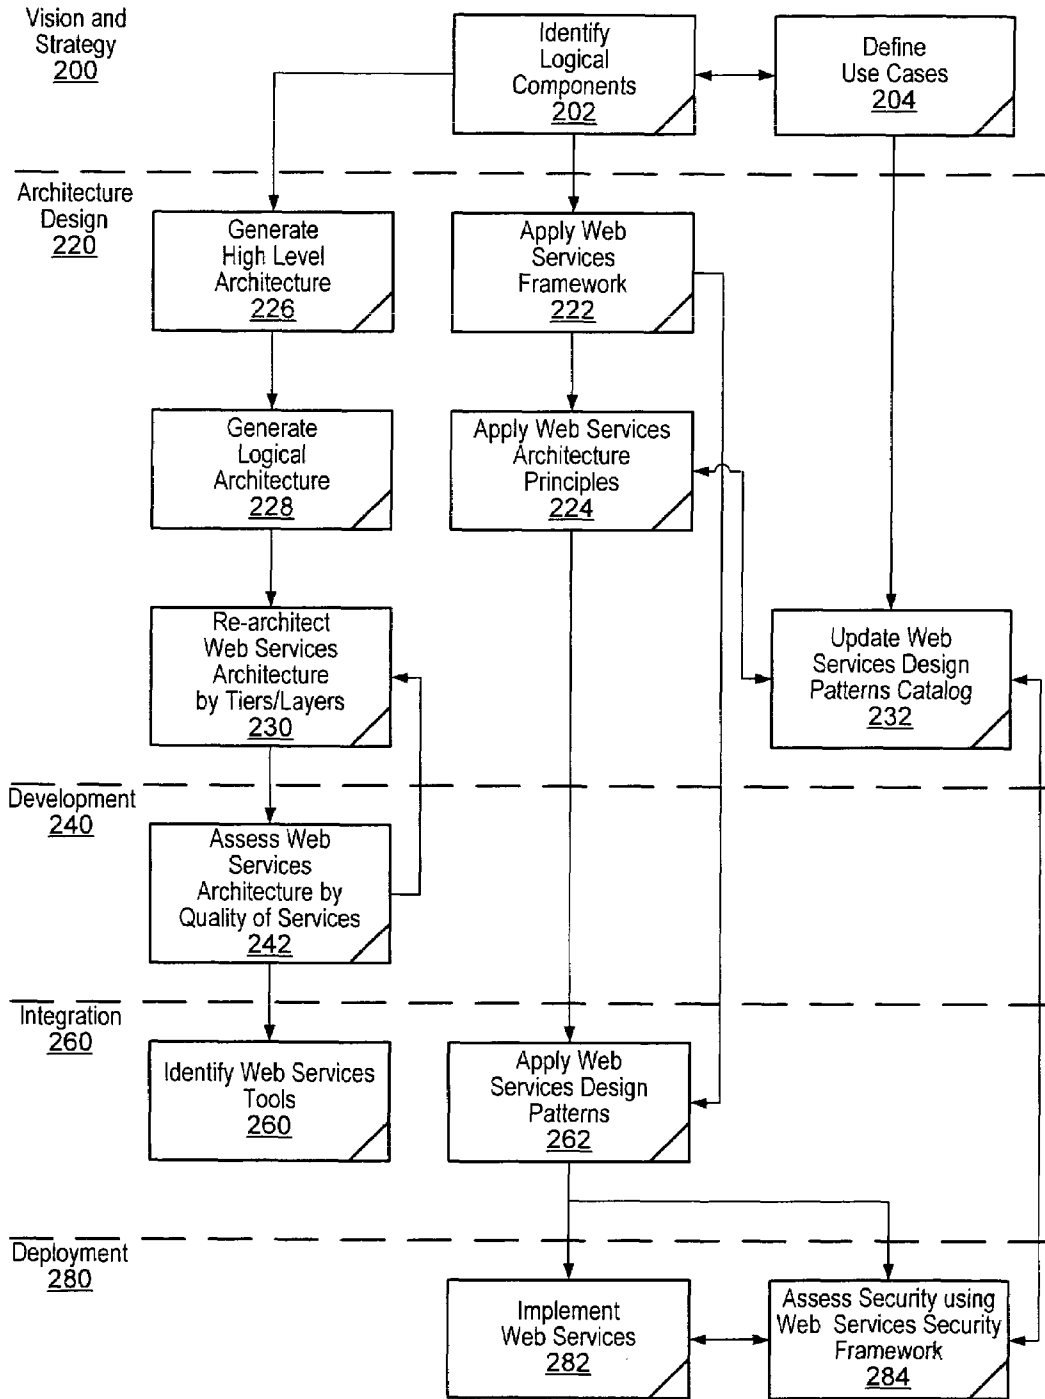 Vision and
Strategy
200
Identify
Logical
Components
202
Define
Use Cases
204
Architecture
Design
220
Generate
High Level
Architecture
226
Apply Web
Services
Framework
222
Generate
Logical
Architecture
228
Apply Web Services
Architecture
Principles
224
Re-architect
Web Services
Architecture
by Tiers/Layers
230
Update Web
Services Design
Patterns Catalog
232
Development
240
Assess Web
Services
Architecture by
Quality of Services
242
Integration
260
Identify Web Services
Tools
260
Apply Web
Services Design
Patterns
262
Deployment
280
Implement
Web Services
282
Assess Security using
Web Services Security
Framework
284